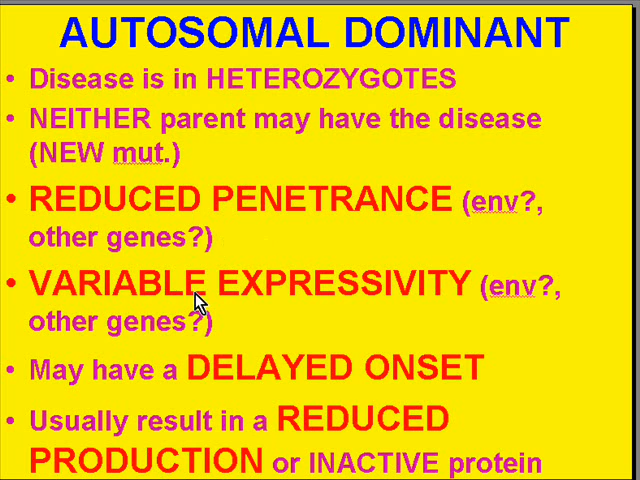 AUTOSOMAL DOMINANT
• Disease is in HETEROZYGOTES
• NEITHER parent may have the disease
(NEW mut.)
• REDUCED PENETRANCE (env?,
other genes?)
• VARIABLE EXPRESSIVITY (env?,
other genes?)
• May have a DELAYED ONSET
• Usually result in a REDUCED
PRODUCTION or INACTIVE protein